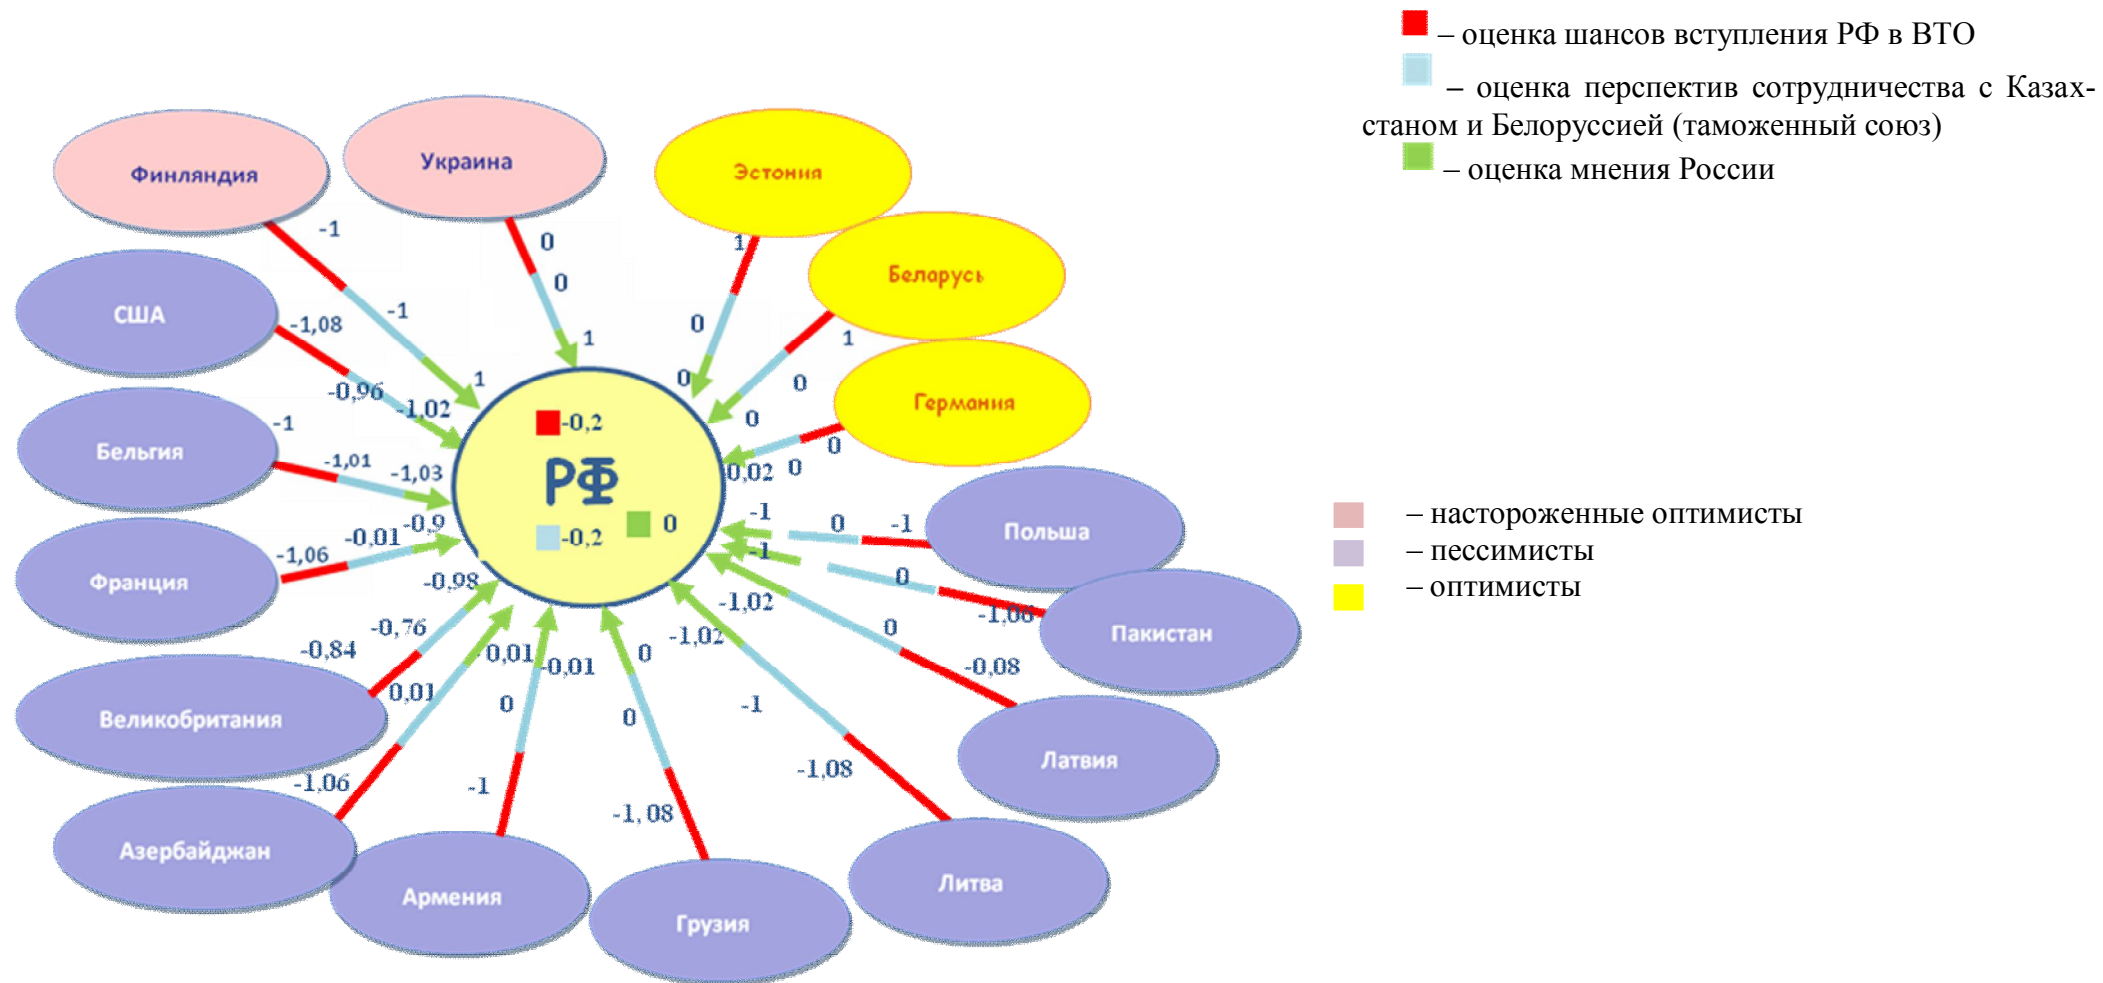 – оценка шансов вступления РФ в ВТО
– оценка перспектив сотрудничества с Казах-
станом и Белоруссией (таможенный союз)
– оценка мнения России
Финляндия
-1
-1
1
Украина
0
0
1
Эстония
1
0
0
Беларусь
1
0
0
Германия
0
0
0,02
США
-1,08
-0,96
-1,02
Бельгия
-1
-1,01
-1,03
Франция
-1,06
-0,01
-0,9
Великобритания
-0,84
-0,76
-0,98
Азербайджан
-1,06
0,01
0,01
Армения
-1
0
-0,01
Грузия
-1, 08
0
0
Литва
-1,08
-1
-1,02
Латвия
-0,08
0
-1,02
Пакистан
-1,06
0
-1
Польша
-1
0
-1
-0,2
РФ
-0,2
0
– настороженные оптимисты
– пессимисты
– оптимисты